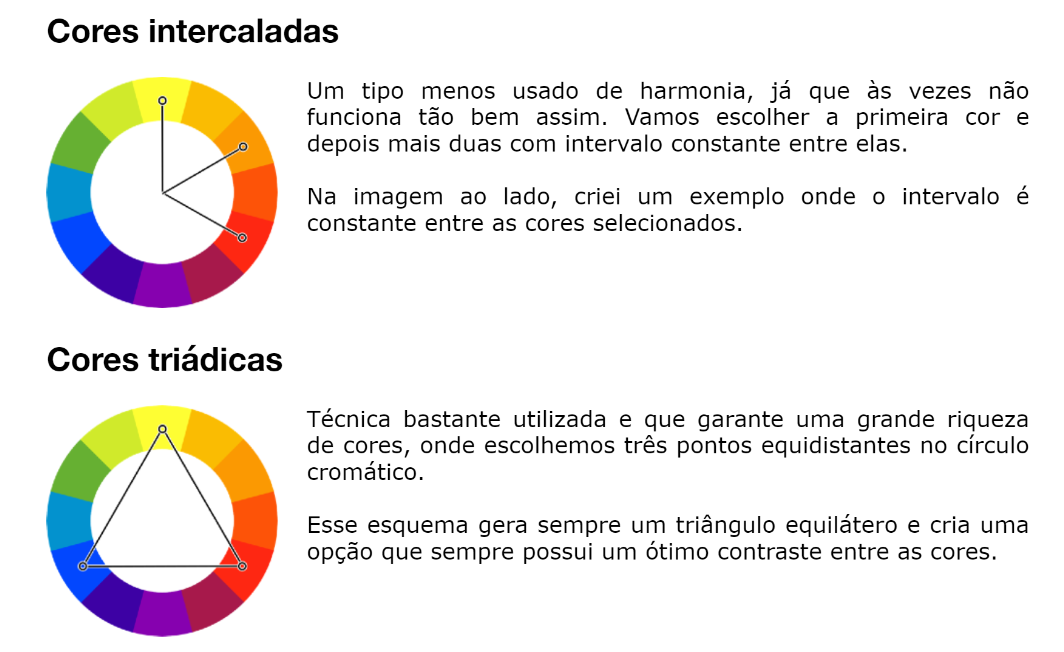 Cores intercaladas
Um tipo menos usado de harmonia, já que às vezes não
funciona tão bem assim. Vamos escolher a primeira cor e
depois mais duas com intervalo constante entre elas.
Na imagem ao lado, criei um exemplo onde o intervalo é
constante entre as cores selecionados.
Cores triádicas
Técnica bastante utilizada e que garante uma grande riqueza
de cores, onde escolhemos três pontos equidistantes no círculo
cromático.
Esse esquema gera sempre um triângulo equilátero e cria uma
opção que sempre possui um ótimo contraste entre as cores.